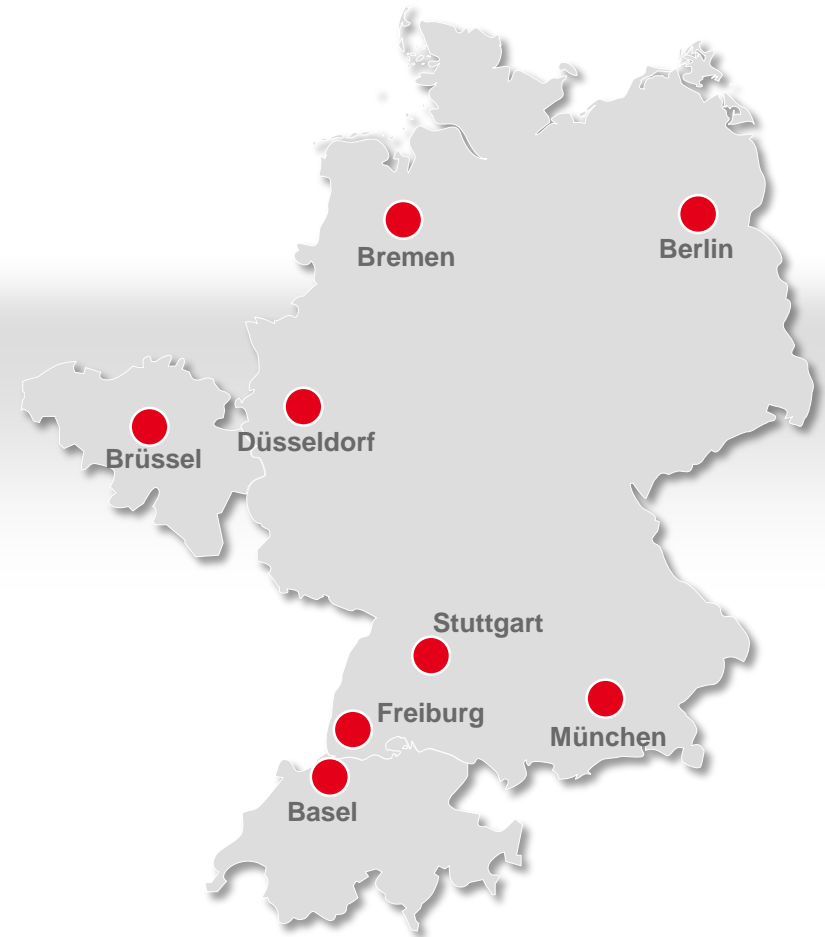 Bremen
Berlin
Düsseldorf
Brüssel
Stuttgart
Freiburg
München
Basel